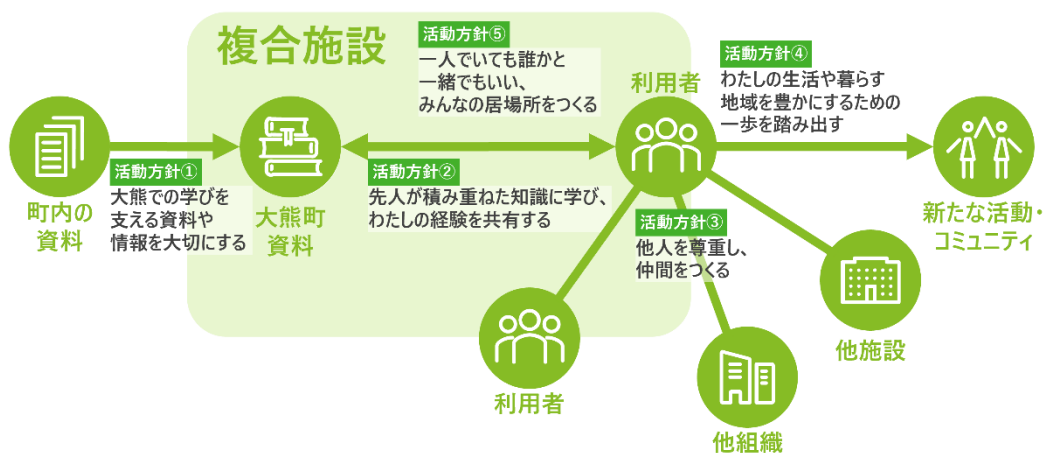 複合施設
活動方針⑤
一人でいても誰かと
一緒でもいい、
みんなの居場所をつくる
利用者
活動方針④
わたしの生活や暮らす
地域を豊かにするための
一歩を踏み出す
町内の
資料
活動方針①
大熊での学びを
支える資料や
情報を大切にする
大熊町
資料
活動方針②
先人が積み重ねた知識に学び、
わたしの経験を共有する
活動方針③
他人を尊重し、
仲間をつくる
新たな活動・
コミュニティ
利用者
他組織
他施設